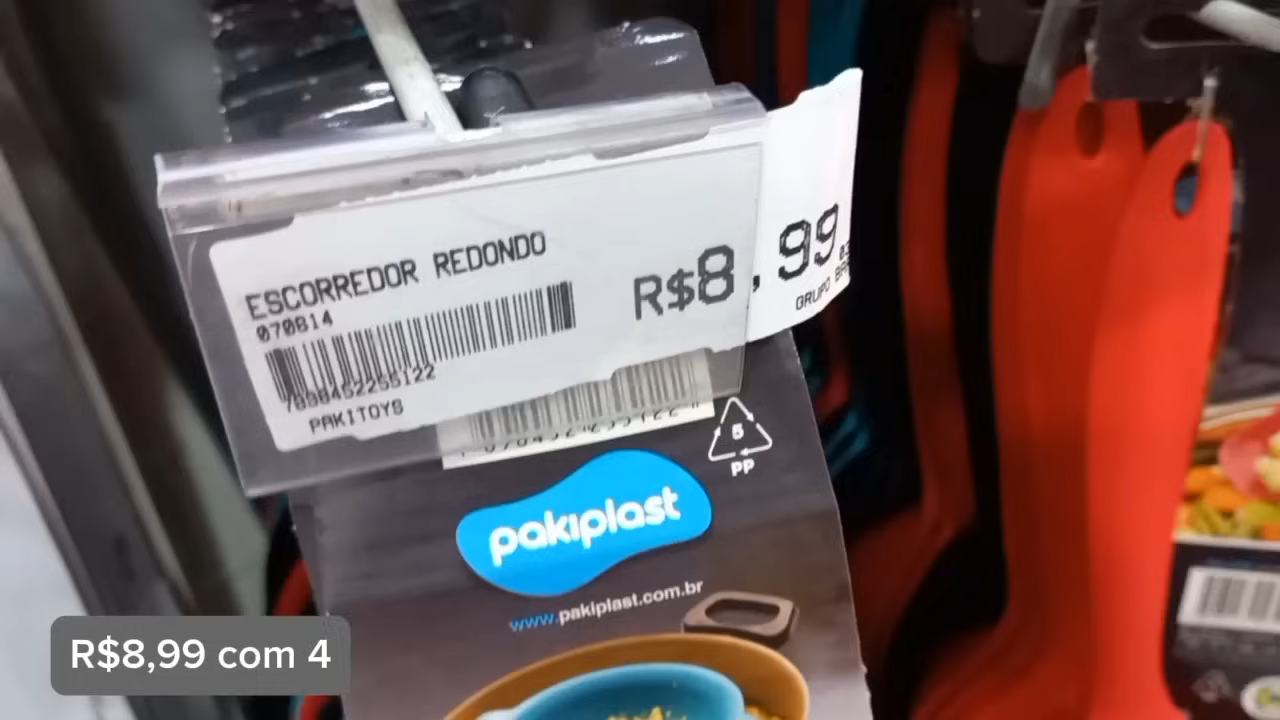 ESCORREDOR REDONDO
070814
R$8,99
7898452255122
GRUPO
PAKITOYS
5
PP
pakiplast
www.pakiplast.com.br
R$8,99 com 4